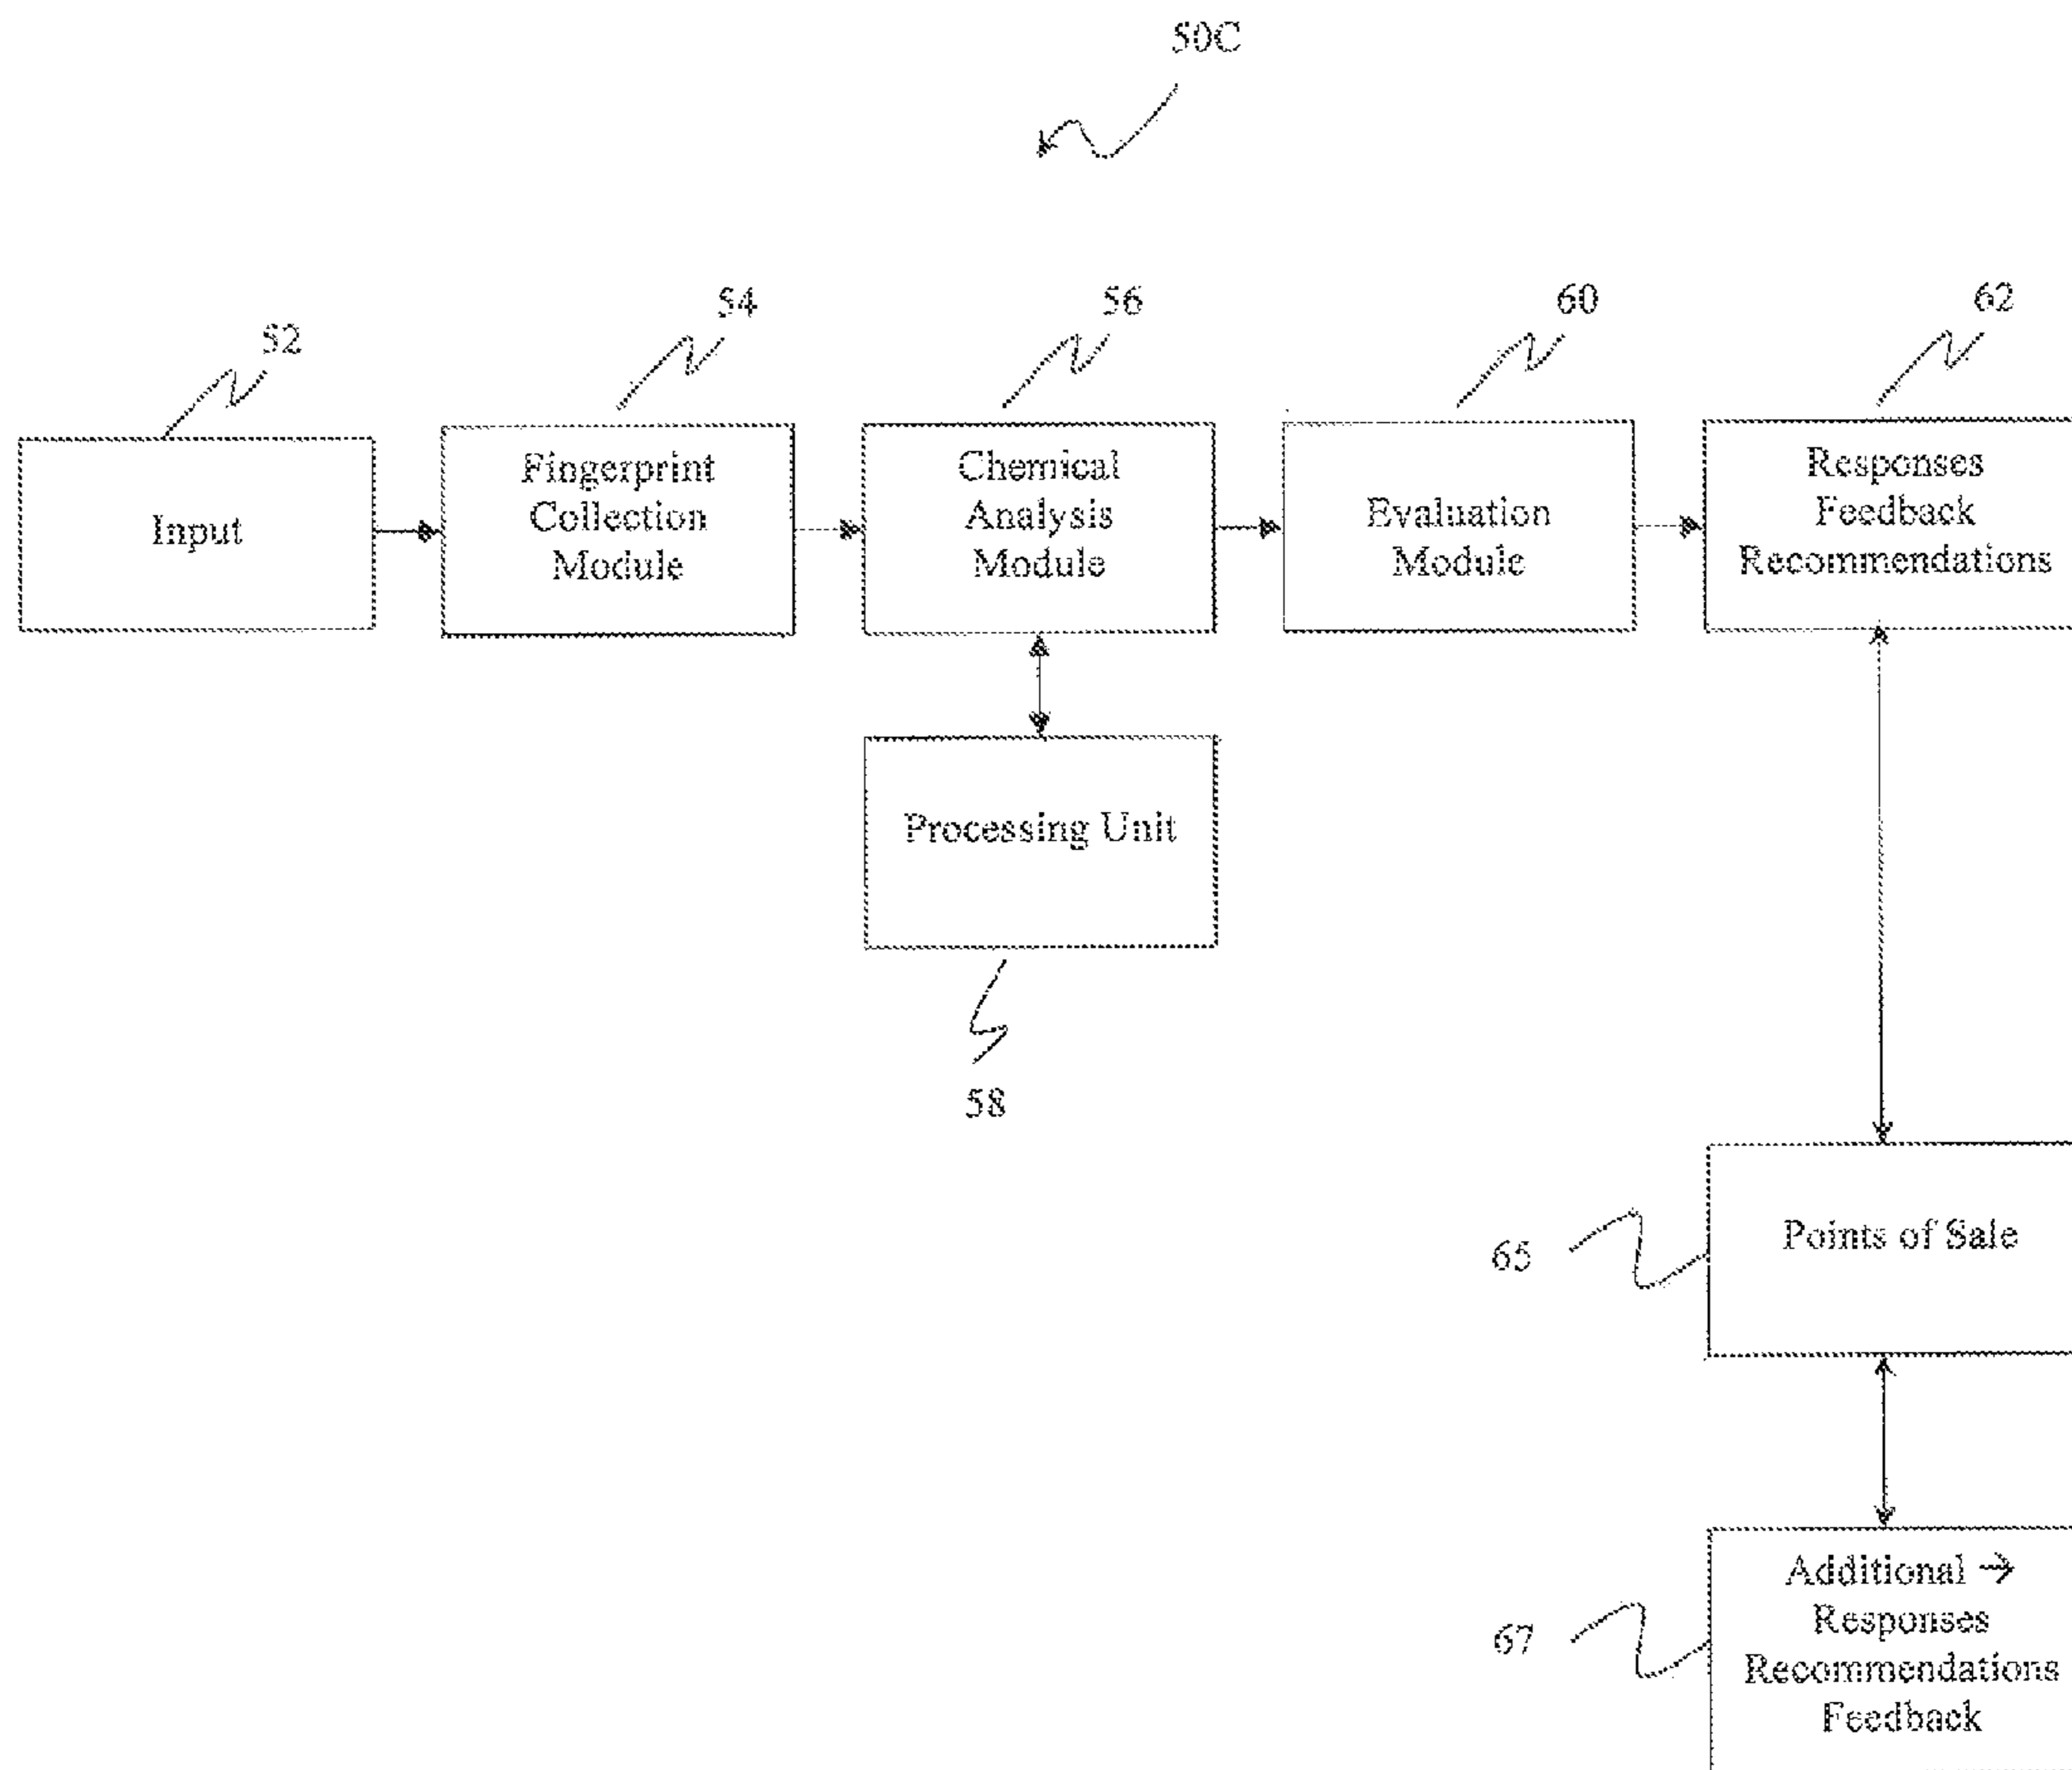 50C
52
54
56
60
62
Input
Fingerprint
Collection
Module
Chemical
Analysis
Module
Evaluation
Module
Responses
Feedback
Recommendations
Processing Unit
58
65
Points of Sale
67
Additional →
Responses
Recommendations
Feedback